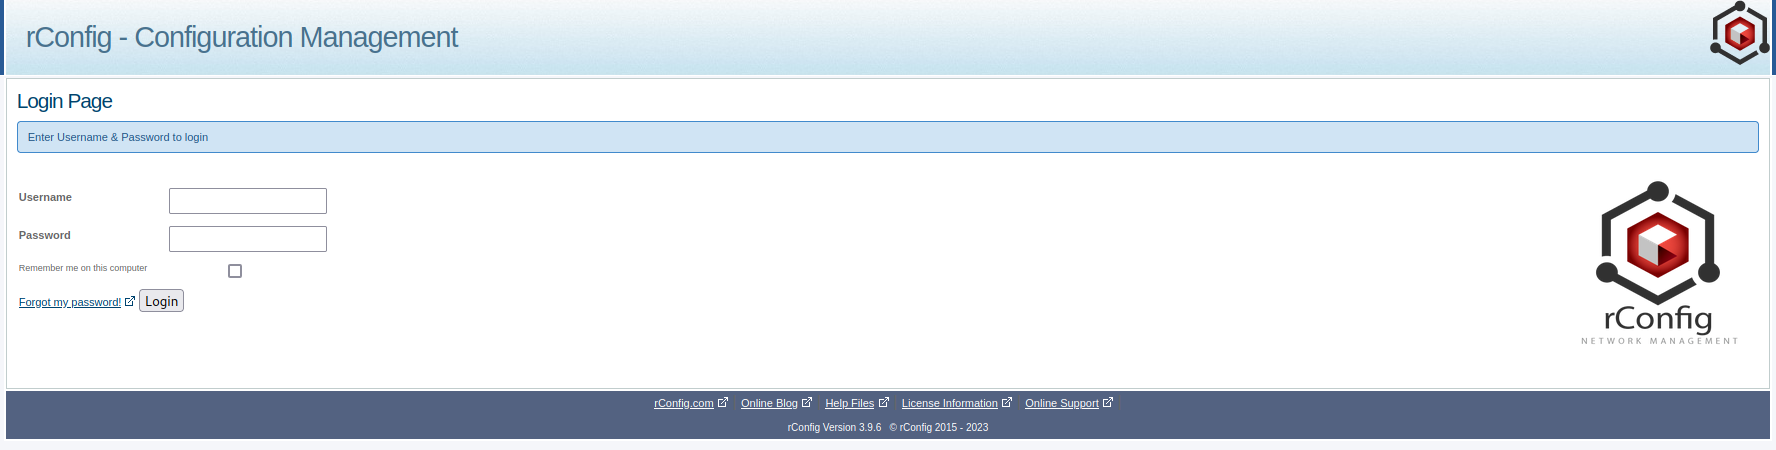 rConfig - Configuration Management
Login Page
Enter Username & Password to login
Username
Password
Remember me on this computer
Forgot my password! Login
rConfig
NETWORK MANAGEMENT
rConfig.com Online Blog Help Files License Information Online Support
rConfig Version 3.9.6 © rConfig 2015 - 2023